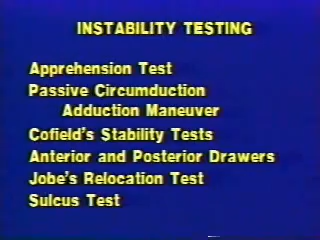 INSTABILITY TESTING
Apprehension Test
Passive Circumduction
Adduction Maneuver
Cofield's Stability Tests
Anterior and Posterior Drawers
Jobe's Relocation Test
Sulcus Test